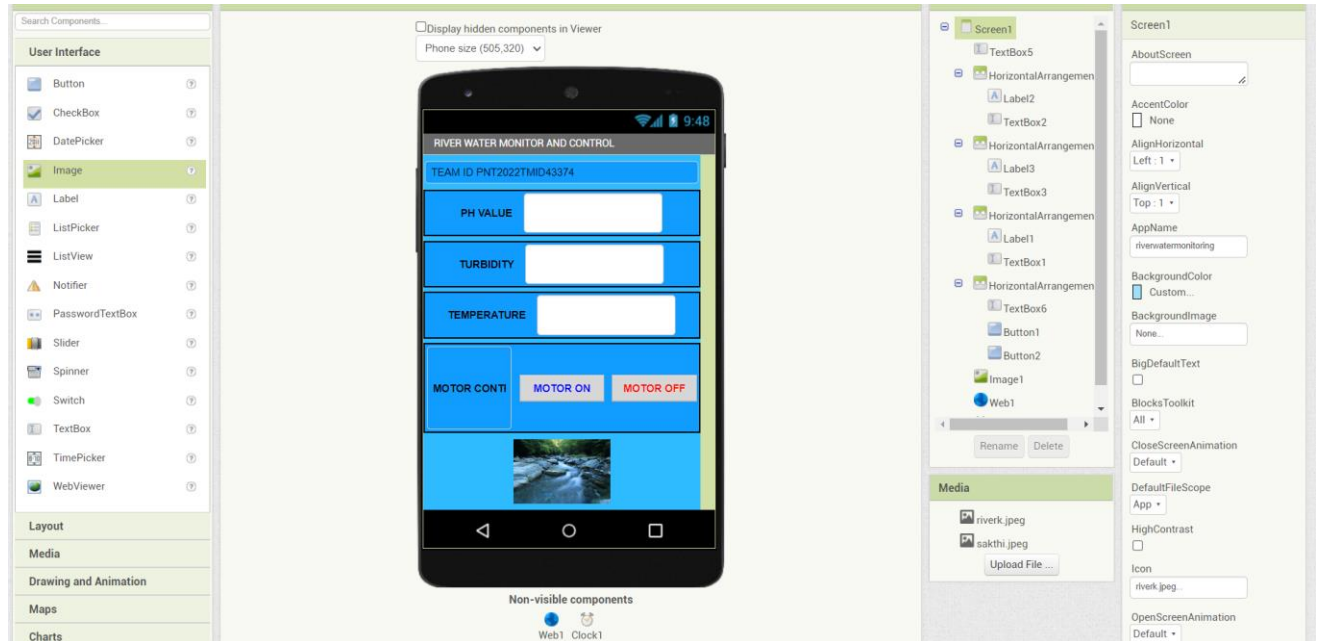 Search Components...
User Interface
Button
CheckBox
DatePicker
Image
Label
ListPicker
ListView
Notifier
PasswordTextBox
Slider
Spinner
Switch
TextBox
TimePicker
WebViewer
Layout
Media
Drawing and Animation
Maps
Charts
Display hidden components in Viewer
Phone size (505,320)
9:48
RIVER WATER MONITOR AND CONTROL
TEAM ID PNT2022TMID43374
PH VALUE
TURBIDITY
TEMPERATURE
MOTOR CONTI
MOTOR ON
MOTOR OFF
Non-visible components
Web1 Clock1
Screen1
TextBox5
HorizontalArrangemen
Label2
TextBox2
HorizontalArrangemen
Label3
TextBox3
HorizontalArrangemen
Label1
TextBox1
HorizontalArrangemen
TextBox6
Button1
Button2
Image1
Web1
Rename Delete
Media
riverk.jpeg
sakthi.jpeg
Upload File ...
Screen1
AboutScreen
AccentColor
None
AlignHorizontal
Left : 1
AlignVertical
Top : 1
AppName
riverwatermonitoring
BackgroundColor
Custom...
BackgroundImage
None...
BigDefaultText
BlocksToolkit
All
CloseScreenAnimation
Default
DefaultFileScope
App
HighContrast
Icon
riverk.jpeg...
OpenScreenAnimation
Default